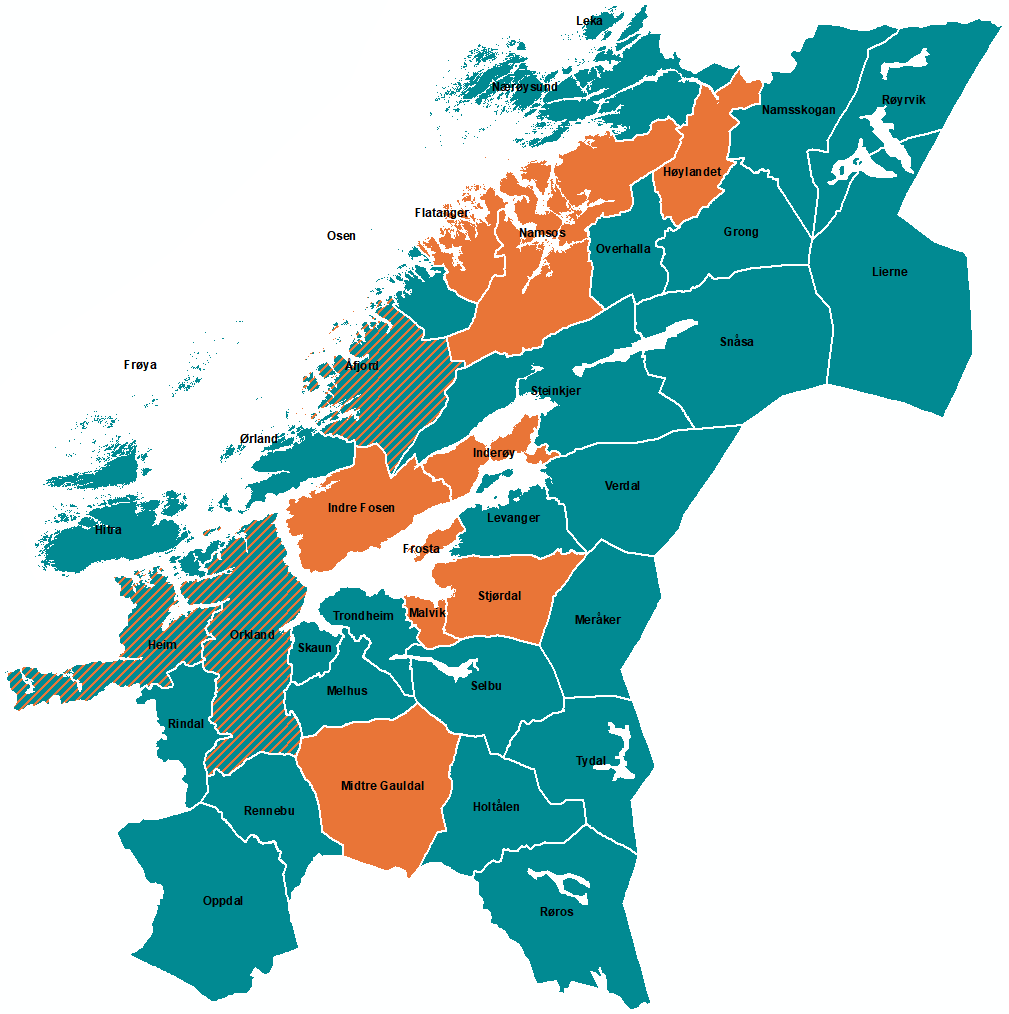 Leka
Nærøysund
Røyrvik
Namsskogan
Høylandet
Flatanger
Namsos
Osen
Grong
Overhalla
Lierne
Snåsa
Frøya
Åfjord
Steinkjer
Ørland
Inderøy
Verdal
Indre Fosen
Levanger
Hitra
Frosta
Stjørdal
Malvik
Trondheim
Meråker
Orkland
Heim
Skaun
Selbu
Melhus
Rindal
Tydal
Midtre Gauldal
Holtålen
Rennebu
Oppdal
Røros